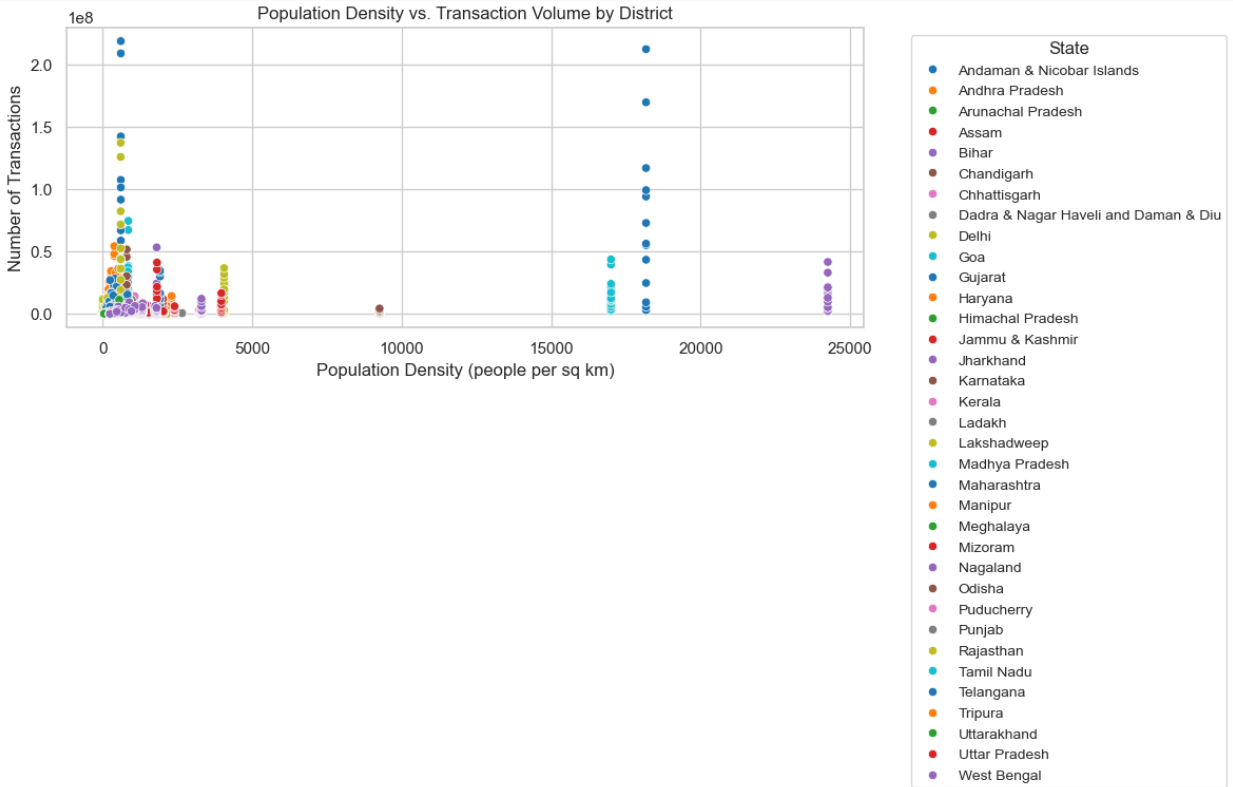 Population Density vs. Transaction Volume by District
1e8
2.0
1.5
1.0
0.5
0.0
Number of Transactions
0 5000 10000 15000 20000 25000
Population Density (people per sq km)
State
Andaman & Nicobar Islands
Andhra Pradesh
Arunachal Pradesh
Assam
Bihar
Chandigarh
Chhattisgarh
Dadra & Nagar Haveli and Daman & Diu
Delhi
Goa
Gujarat
Haryana
Himachal Pradesh
Jammu & Kashmir
Jharkhand
Karnataka
Kerala
Ladakh
Lakshadweep
Madhya Pradesh
Maharashtra
Manipur
Meghalaya
Mizoram
Nagaland
Odisha
Puducherry
Punjab
Rajasthan
Tamil Nadu
Telangana
Tripura
Uttarakhand
Uttar Pradesh
West Bengal